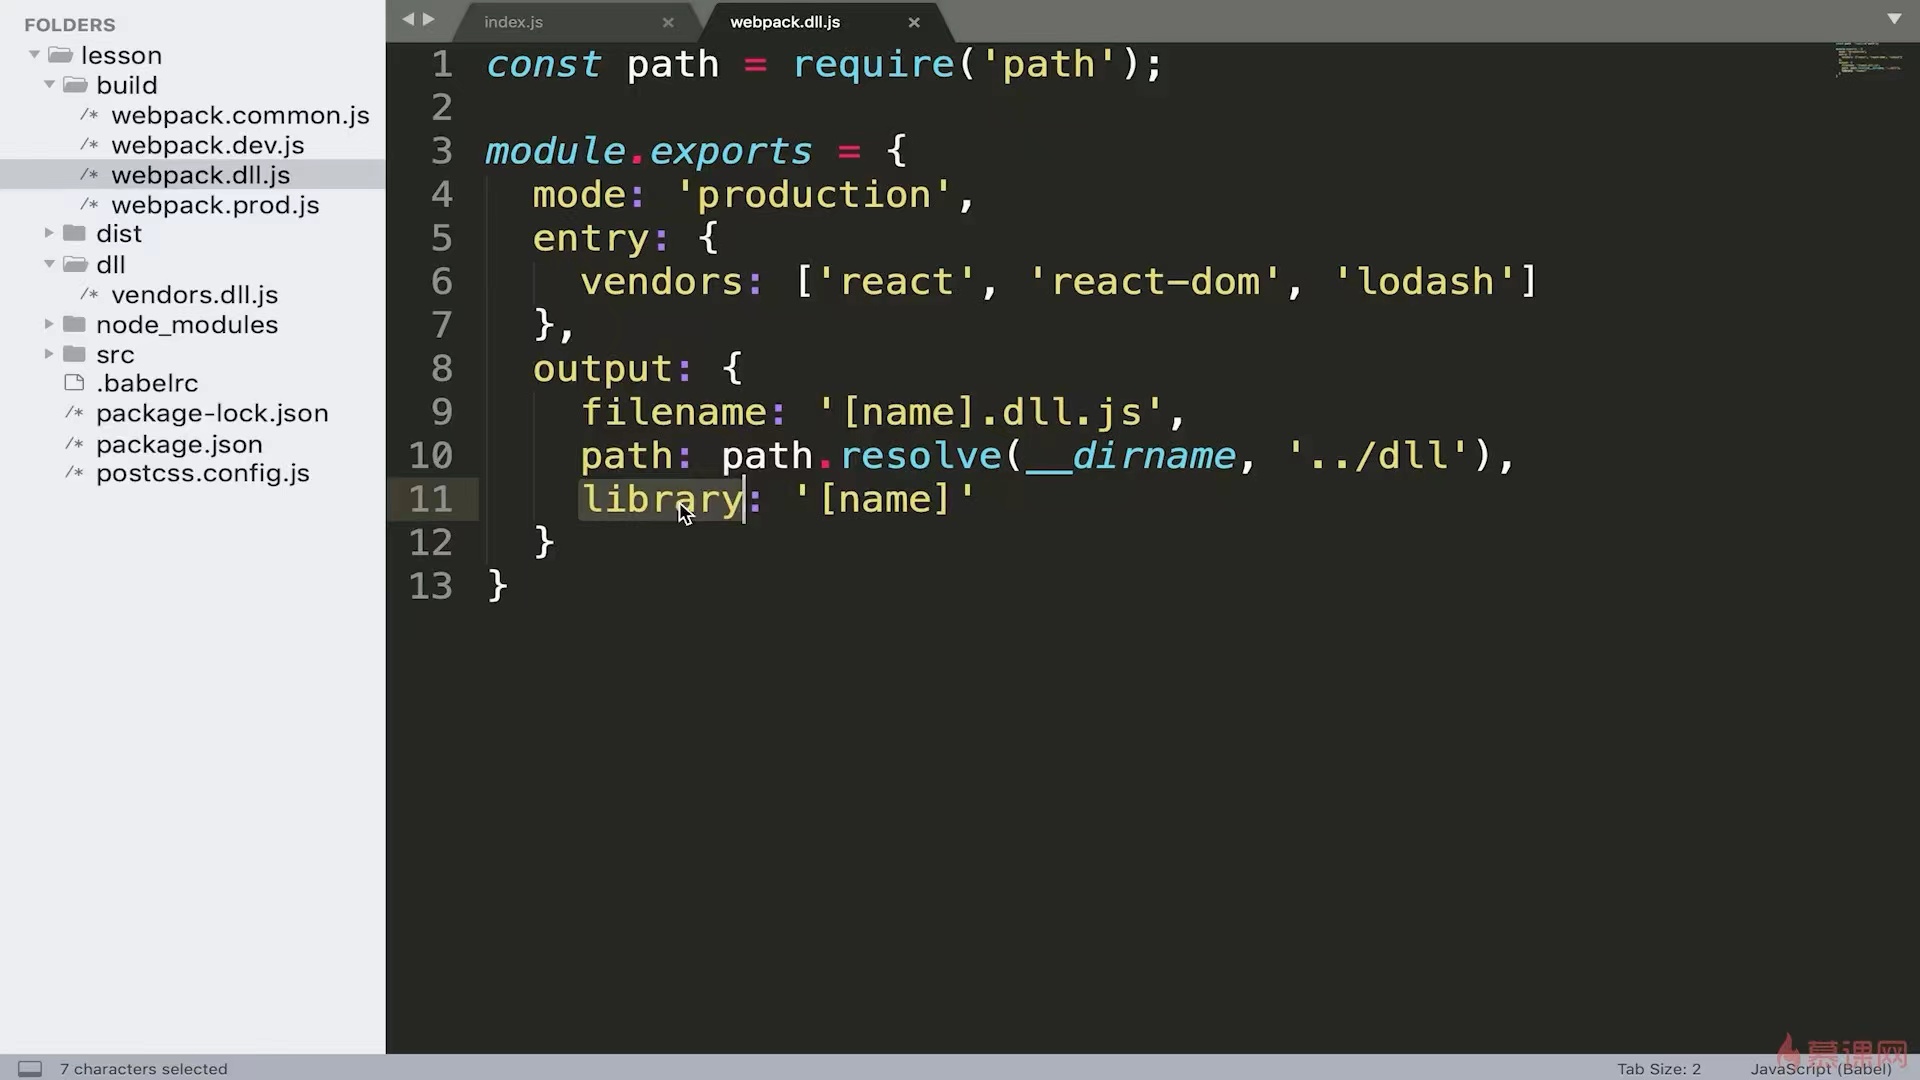 FOLDERS
lesson
build
/* webpack.common.js
/* webpack.dev.js
/* webpack.dll.js
/* webpack.prod.js
dist
dll
/* vendors.dll.js
node_modules
src
.babelrc
/* package-lock.json
/* package.json
/* postcss.config.js
index.js ×
webpack.dll.js ×
1 const path = require('path');
2
3 module.exports = {
4 mode: 'production',
5 entry: {
6 vendors: ['react', 'react-dom', 'lodash']
7 },
8 output: {
9 filename: '[name].dll.js',
10 path: path.resolve(__dirname, '../dll'),
11 library: '[name]'
12 }
13 }
7 characters selected
Tab Size: 2
JavaScript (Babel)
慕课网